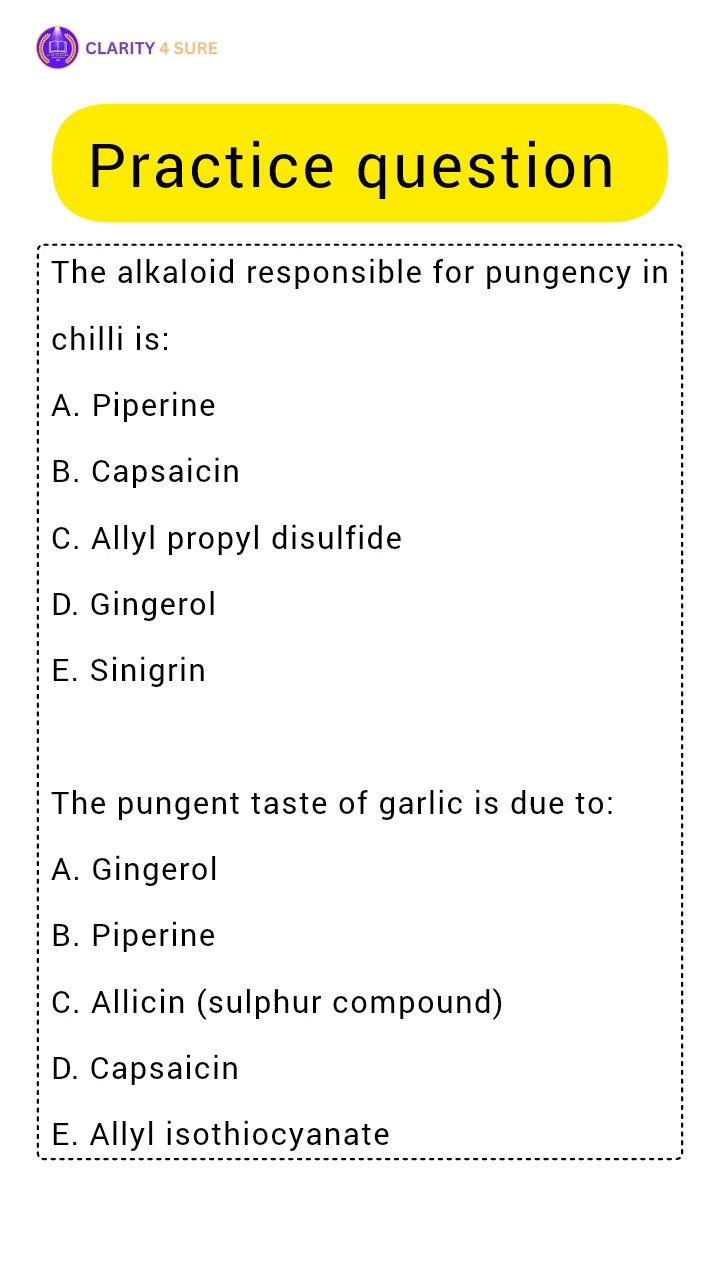 CLARITY 4 SURE
Practice question
The alkaloid responsible for pungency in
chilli is:
A. Piperine
B. Capsaicin
C. Allyl propyl disulfide
D. Gingerol
E. Sinigrin
The pungent taste of garlic is due to:
A. Gingerol
B. Piperine
C. Allicin (sulphur compound)
D. Capsaicin
E. Allyl isothiocyanate